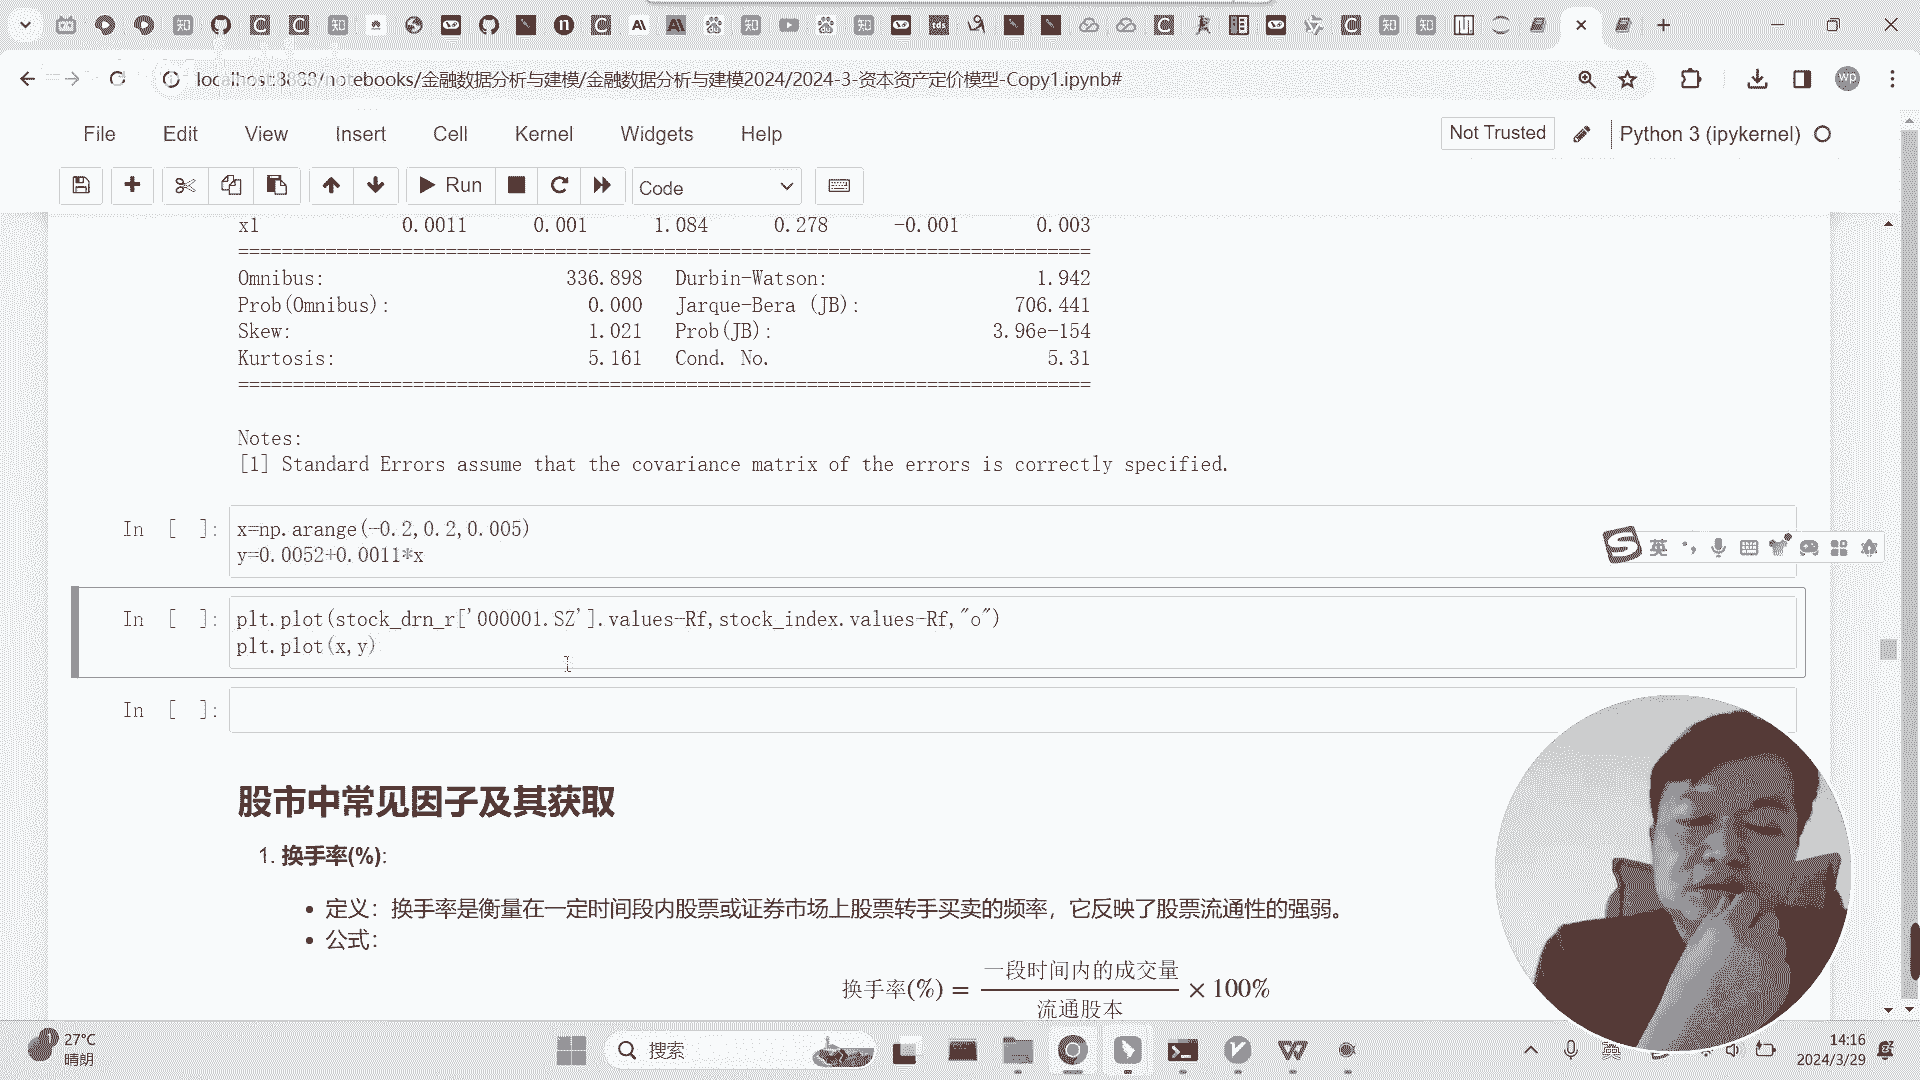 localhost:8888/notebooks/金融数据分析与建模/金融数据分析与建模2024/2024-3-资本资产定价模型-Copy1.ipynb#
wp
File Edit View Insert Cell Kernel Widgets Help
Not Trusted
Python 3 (ipykernel)
Run
Code
x1 0.0011 0.001 1.084 0.278 -0.001 0.003
==============================================================================
Omnibus: 336.898 Durbin-Watson: 1.942
Prob(Omnibus): 0.000 Jarque-Bera (JB): 706.441
Skew: 1.021 Prob(JB): 3.96e-154
Kurtosis: 5.161 Cond. No. 5.31
==============================================================================
Notes:
[1] Standard Errors assume that the covariance matrix of the errors is correctly specified.
In [ ]: x=np.arange(-0.2,0.2,0.005)
y=0.0052+0.0011*x
英
In [ ]: plt.plot(stock_drn_r['000001.SZ'].values-Rf,stock_index.values-Rf,"o")
plt.plot(x,y)
In [ ]:
股市中常见因子及其获取
1. 换手率(%):
• 定义：换手率是衡量在一定时间段内股票或证券市场上股票转手买卖的频率，它反映了股票流通性的强弱。
• 公式：
换手率(%) = 一段时间内的成交量 / 流通股本 × 100%
27°C
晴朗
搜索
英
14:16
2024/3/29